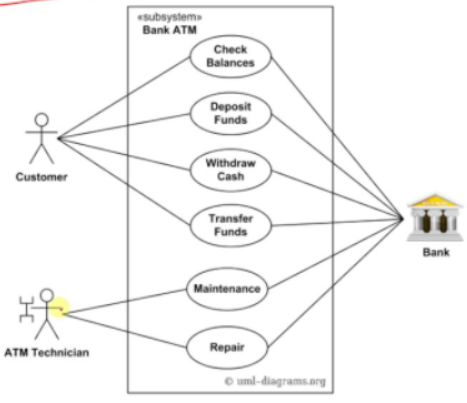 «subsystem»
Bank ATM
Check
Balances
Deposit
Funds
Withdraw
Cash
Transfer
Funds
Customer
Bank
Maintenance
Repair
ATM Technician
© uml-diagrams.org